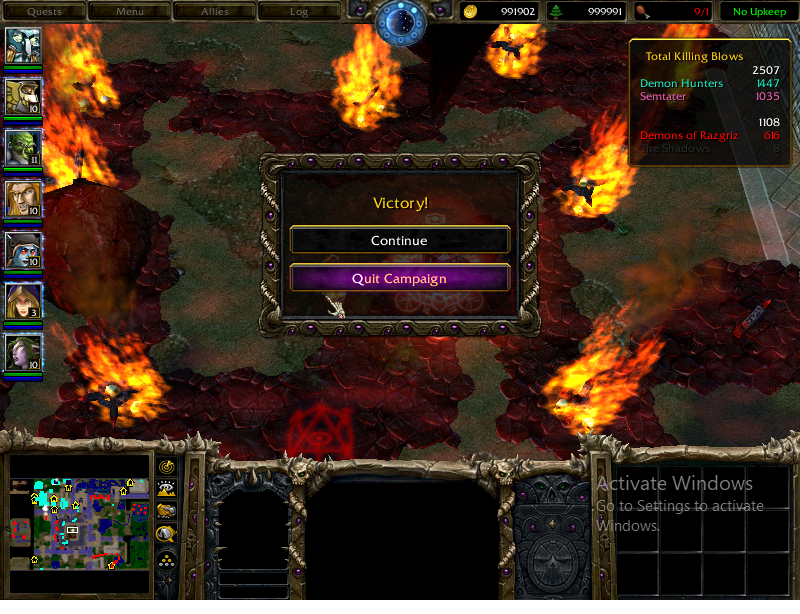 Quests Menu Allies Log 991902 999991 9/1 No Upkeep
Total Killing Blows
2507
Demon Hunters 1447
Semtater 1035
1108
Demons of Razgriz 616
The Shadows 8
10
11
10
10
3
10
Victory!
Continue
Quit Campaign
Activate Windows
Go to Settings to activate
Windows.